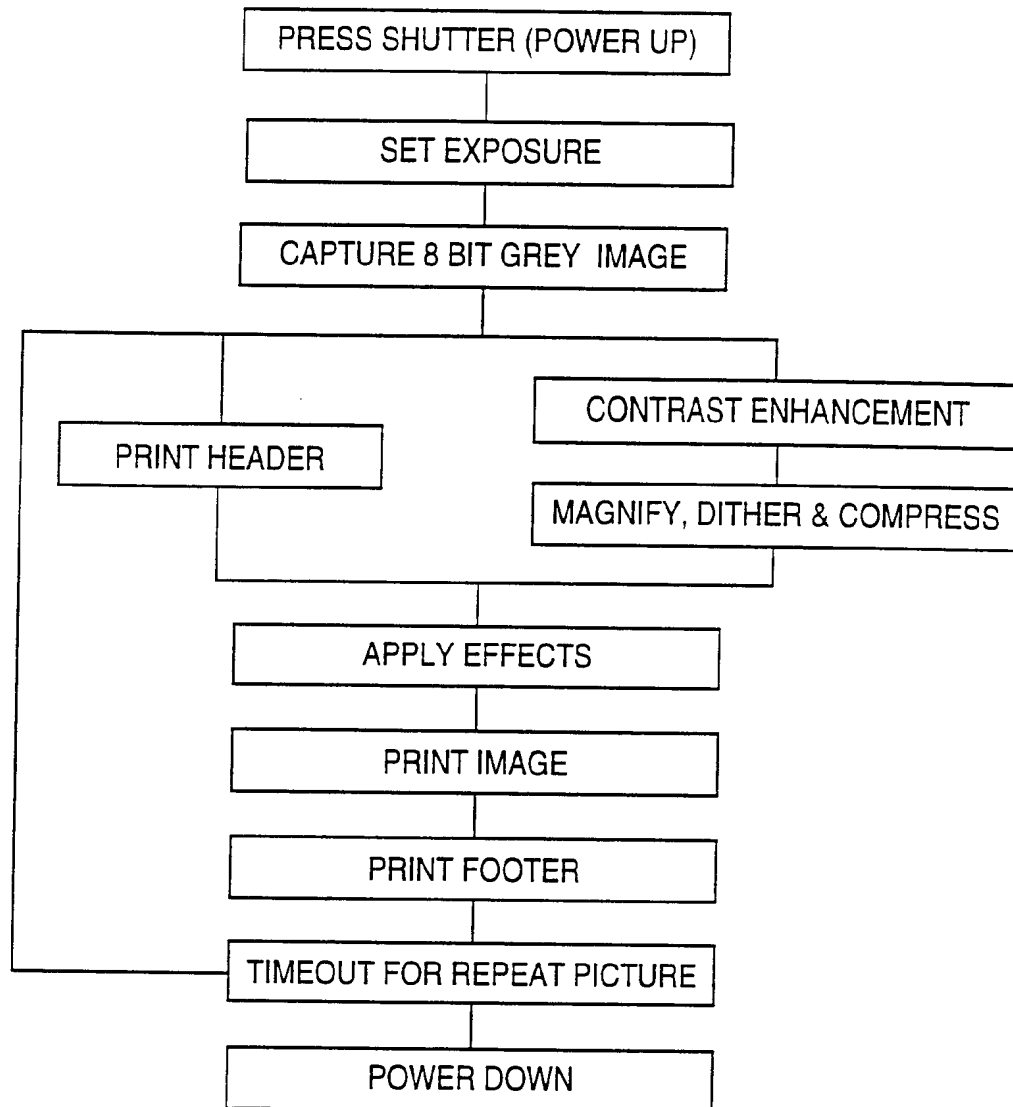 PRESS SHUTTER (POWER UP)
SET EXPOSURE
CAPTURE 8 BIT GREY IMAGE
CONTRAST ENHANCEMENT
PRINT HEADER
MAGNIFY, DITHER & COMPRESS
APPLY EFFECTS
PRINT IMAGE
PRINT FOOTER
TIMEOUT FOR REPEAT PICTURE
POWER DOWN